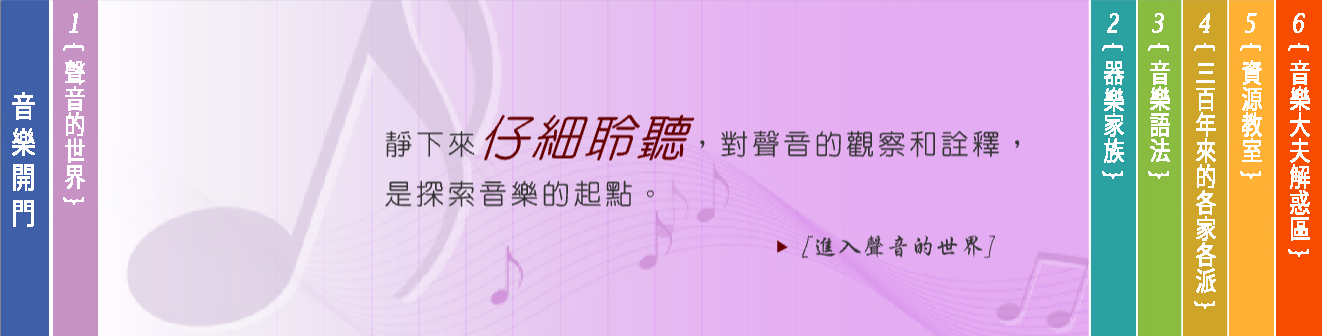 音樂開門
1
{聲音的世界}
靜下來仔細聆聽，對聲音的觀察和詮釋，
是探索音樂的起點。
[進入聲音的世界]
2
{器樂家族}
3
{音樂語法}
4
{三百年來的各家各派}
5
{資源教室}
6
{音樂大夫解惑區}